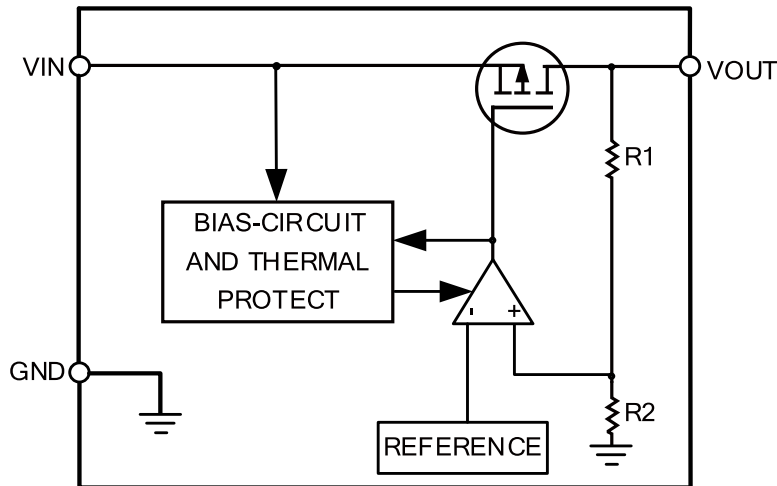 VIN
VOUT
R1
BIAS-CIRCUIT
AND THERMAL
PROTECT
- +
GND
R2
REFERENCE